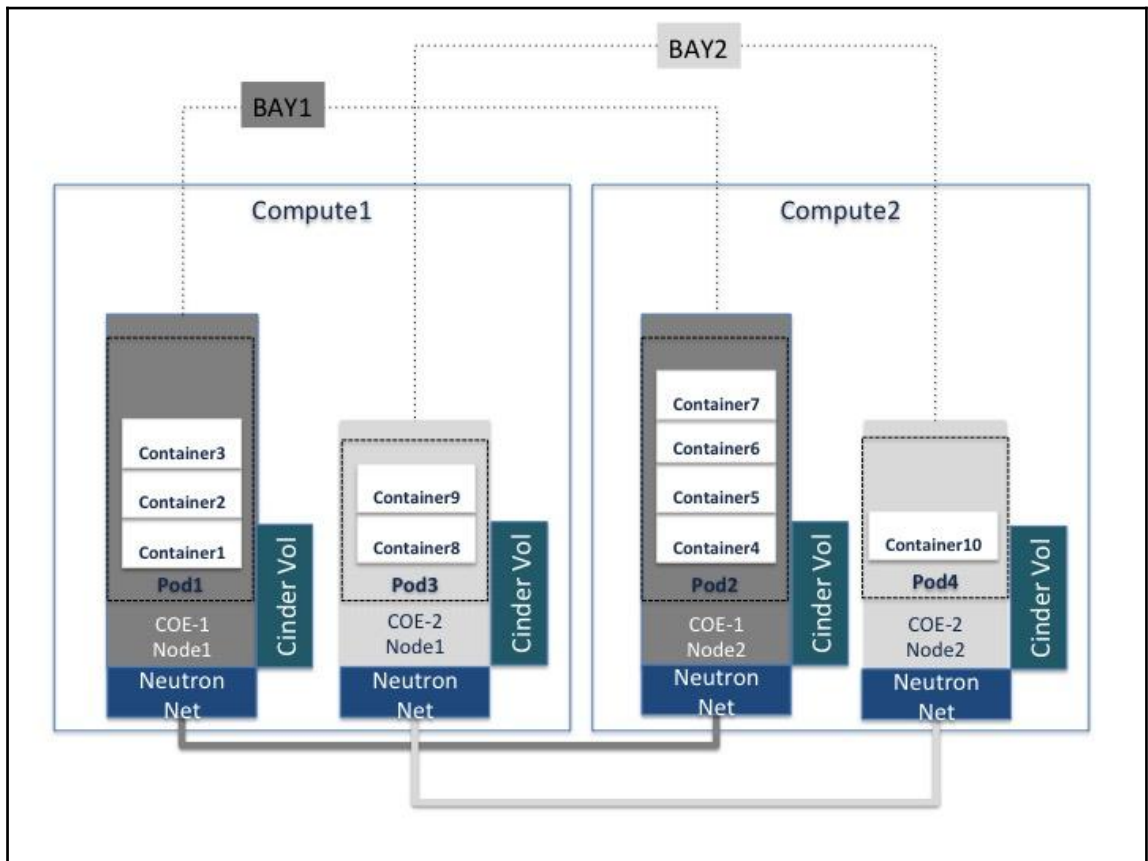 BAY2
BAY1
Compute1
Container3
Container2
Container1
Pod1
COE-1
Node1
Neutron
Net
Cinder Vol
Container9
Container8
Pod3
COE-2
Node1
Neutron
Net
Cinder Vol
Compute2
Container7
Container6
Container5
Container4
Pod2
COE-1
Node2
Neutron
Net
Cinder Vol
Container10
Pod4
COE-2
Node2
Neutron
Net
Cinder Vol